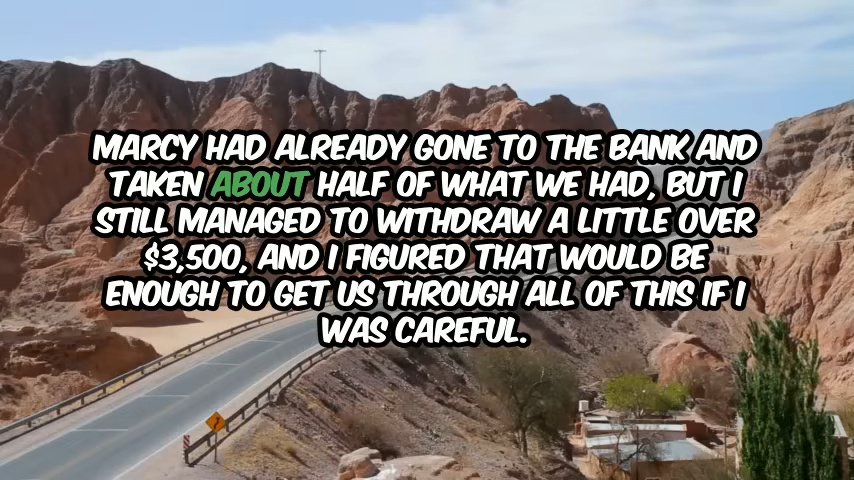 MARCY HAD ALREADY GONE TO THE BANK AND
TAKEN ABOUT HALF OF WHAT WE HAD, BUT I
STILL MANAGED TO WITHDRAW A LITTLE OVER
$3,500, AND I FIGURED THAT WOULD BE
ENOUGH TO GET US THROUGH ALL OF THIS IF I
WAS CAREFUL.